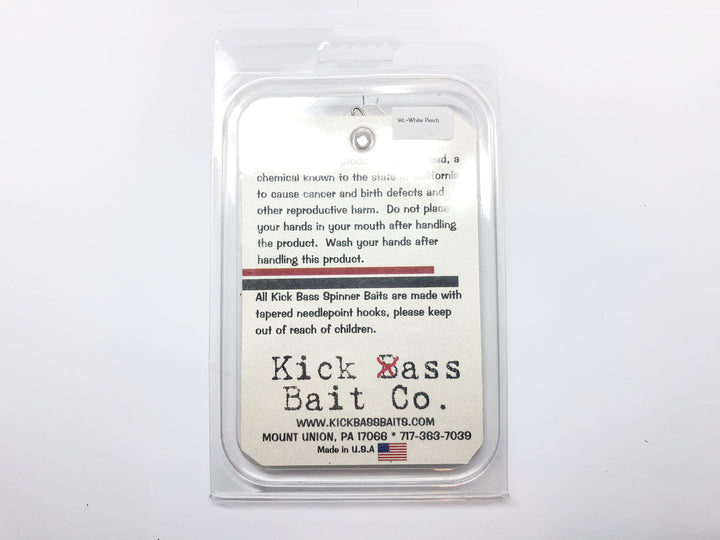 WL-White Perch
ead, a
chemical known to the state of California
to cause cancer and birth defects and
other reproductive harm. Do not place
your hands in your mouth after handling
the product. Wash your hands after
handling this product.
All Kick Bass Spinner Baits are made with
tapered needlepoint hooks, please keep
out of reach of children.
Kick Bass
Bait Co.
WWW.KICKBASSBAITS.COM
MOUNT UNION, PA 17066 * 717-363-7039
Made in U.S.A